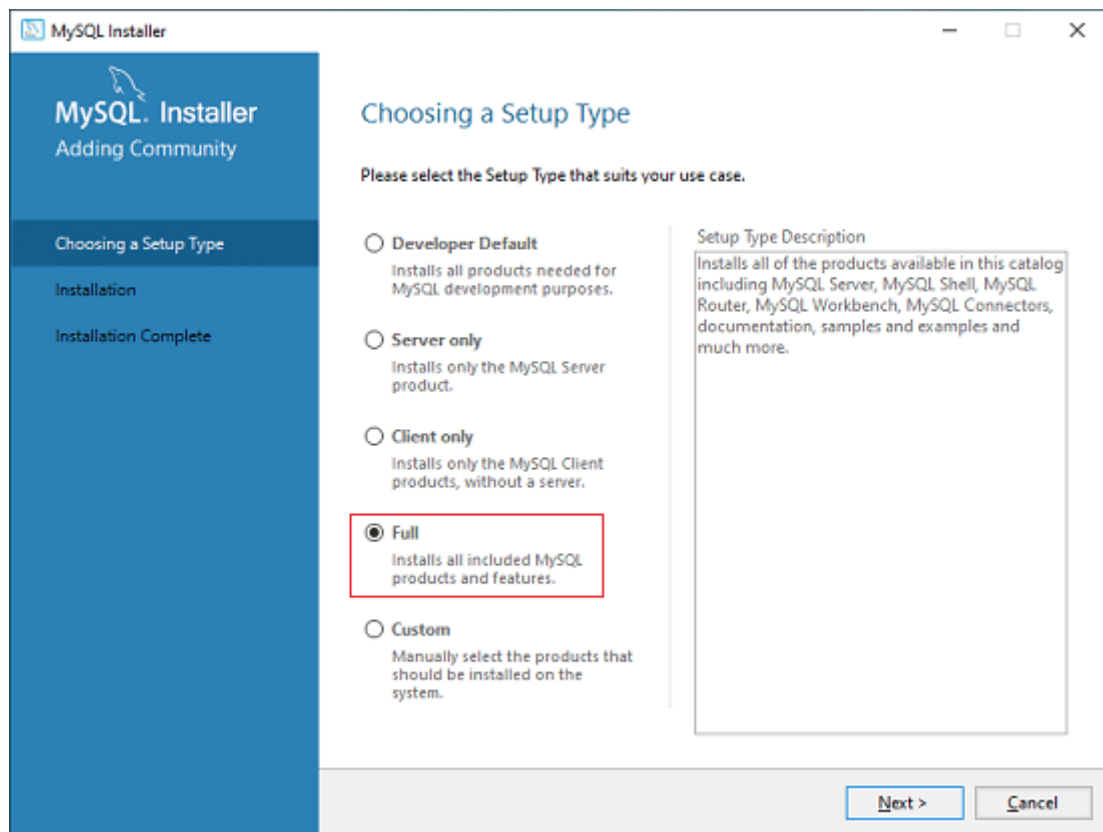 MySQL Installer
MySQL. Installer
Adding Community
Choosing a Setup Type
Installation
Installation Complete
Choosing a Setup Type
Please select the Setup Type that suits your use case.
Developer Default
Installs all products needed for
MySQL development purposes.
Server only
Installs only the MySQL Server
product.
Client only
Installs only the MySQL Client
products, without a server.
Full
Installs all included MySQL
products and features.
Custom
Manually select the products that
should be installed on the
system.
Setup Type Description
Installs all of the products available in this catalog
including MySQL Server, MySQL Shell, MySQL
Router, MySQL Workbench, MySQL Connectors,
documentation, samples and examples and
much more.
Next >
Cancel